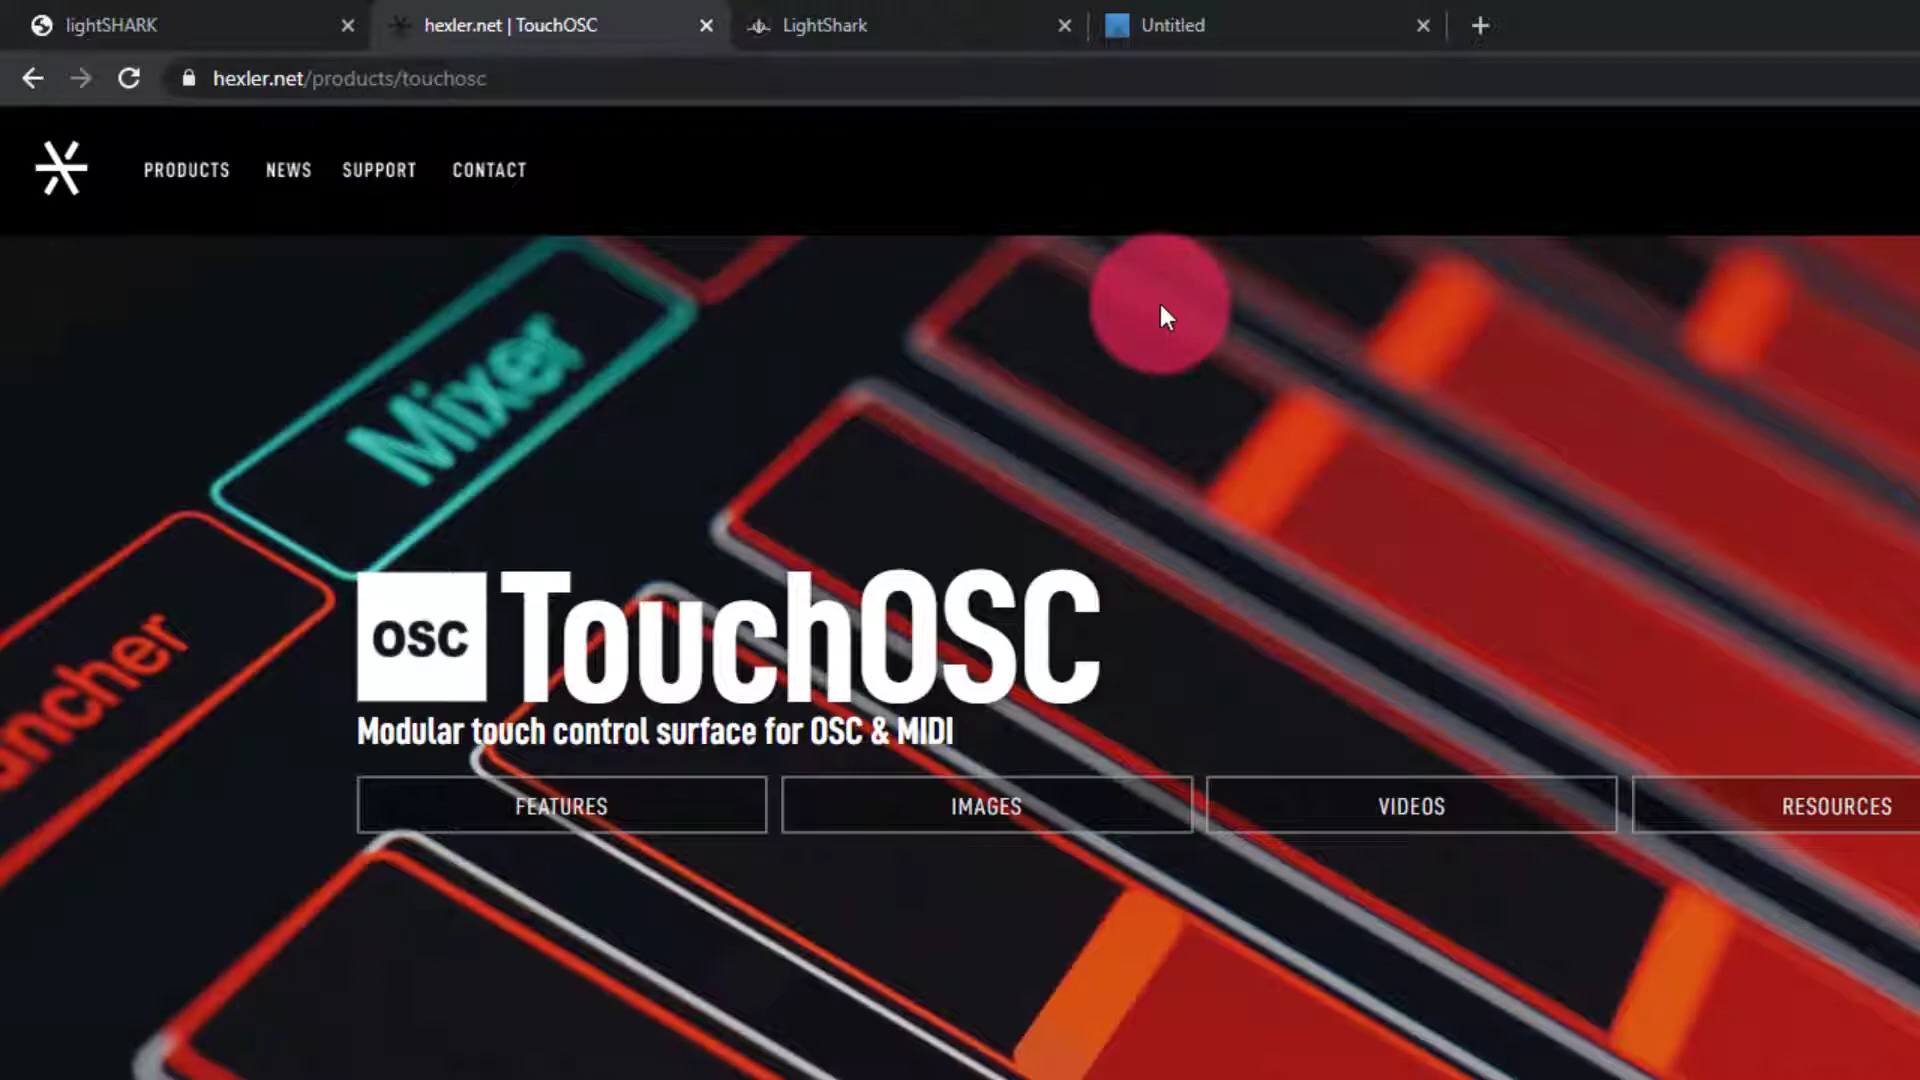 lightSHARK
hexler.net | TouchOSC
LightShark
Untitled
hexler.net/products/touchosc
PRODUCTS NEWS SUPPORT CONTACT
Mixer
uncher
OSC TouchOSC
Modular touch control surface for OSC & MIDI
FEATURES IMAGES VIDEOS RESOURCES